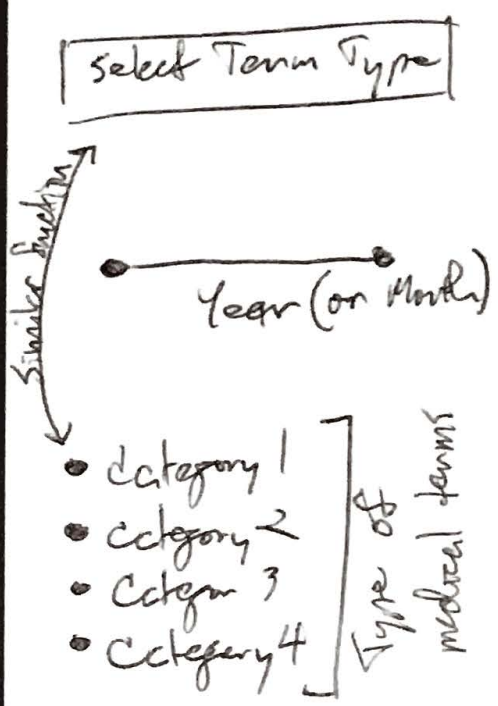 Select Term Type
Similar function
Year (or Month)
Category 1
Category 2
Categor 3
Category 4
Type of
medical terms